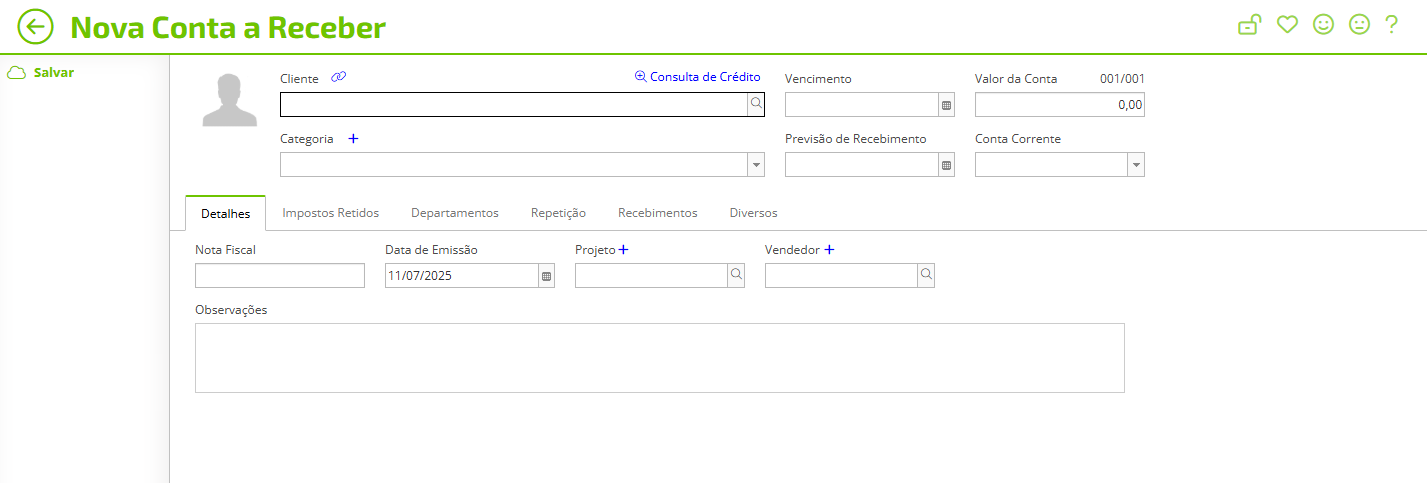 Nova Conta a Receber
?
Salvar
Cliente
Consulta de Crédito
Vencimento
Valor da Conta
001/001
0,00
Categoria +
Previsão de Recebimento
Conta Corrente
Detalhes
Impostos Retidos
Departamentos
Repetição
Recebimentos
Diversos
Nota Fiscal
Data de Emissão
Projeto +
Vendedor +
11/07/2025
Observações